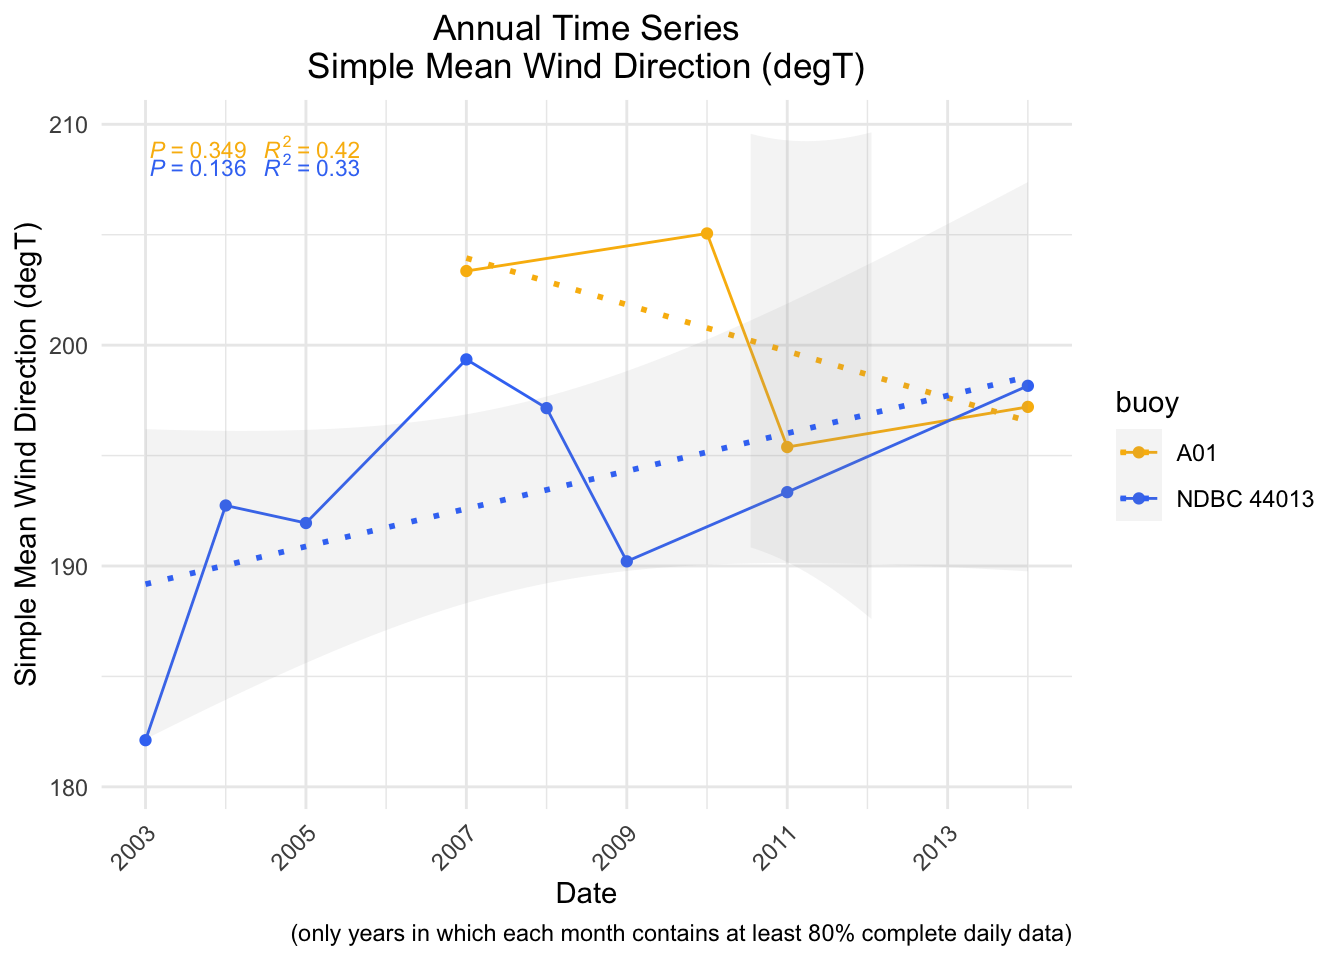 Annual Time Series
Simple Mean Wind Direction (degT)
210
P = 0.349 R² = 0.42
P = 0.136 R² = 0.33
200
190
180
Simple Mean Wind Direction (degT)
2003
2005
2007
2009
2011
2013
Date
(only years in which each month contains at least 80% complete daily data)
buoy
A01
NDBC 44013